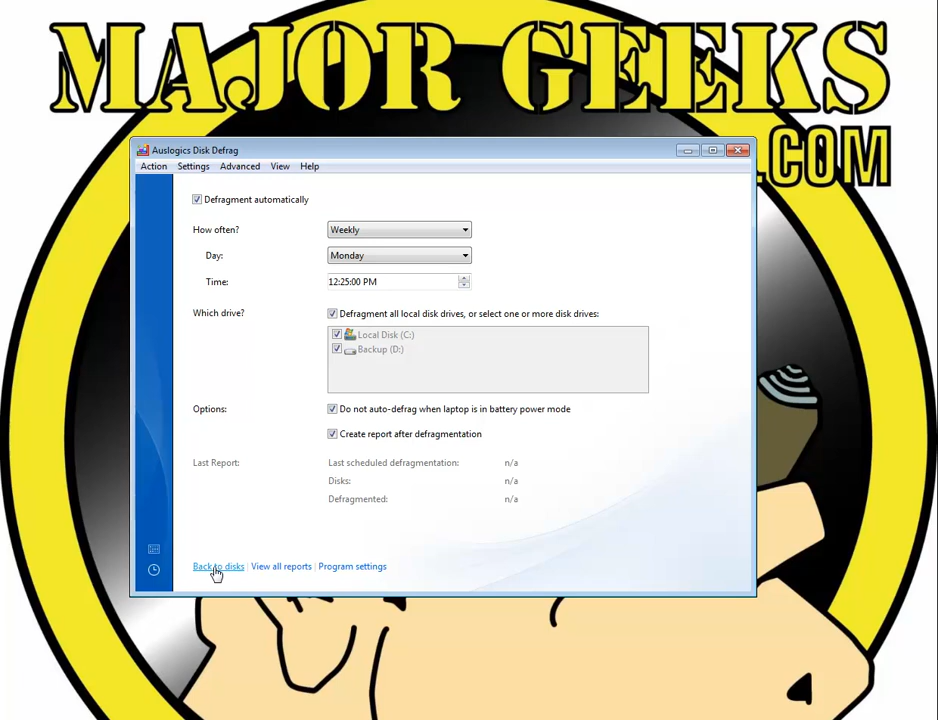 MAJOR GEEKS
.COM
Auslogics Disk Defrag
Action Settings Advanced View Help
Defragment automatically
How often? Weekly
Day: Monday
Time: 12:25:00 PM
Which drive? Defragment all local disk drives, or select one or more disk drives:
Local Disk (C:)
Backup (D:)
Options: Do not auto-defrag when laptop is in battery power mode
Create report after defragmentation
Last Report: Last scheduled defragmentation: n/a
Disks: n/a
Defragmented: n/a
Back to disks | View all reports | Program settings